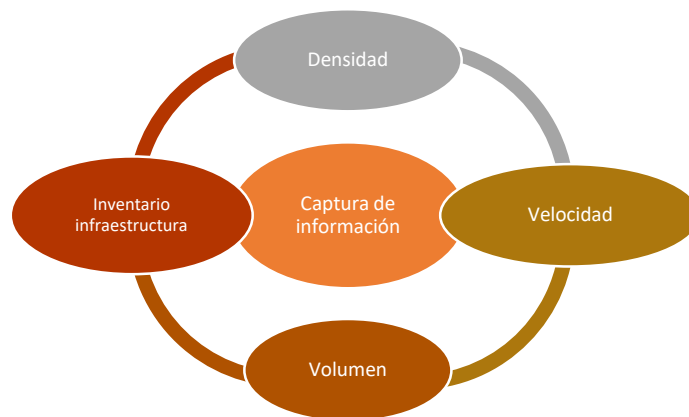 Densidad
Inventario
infraestructura
Captura de
información
Velocidad
Volumen